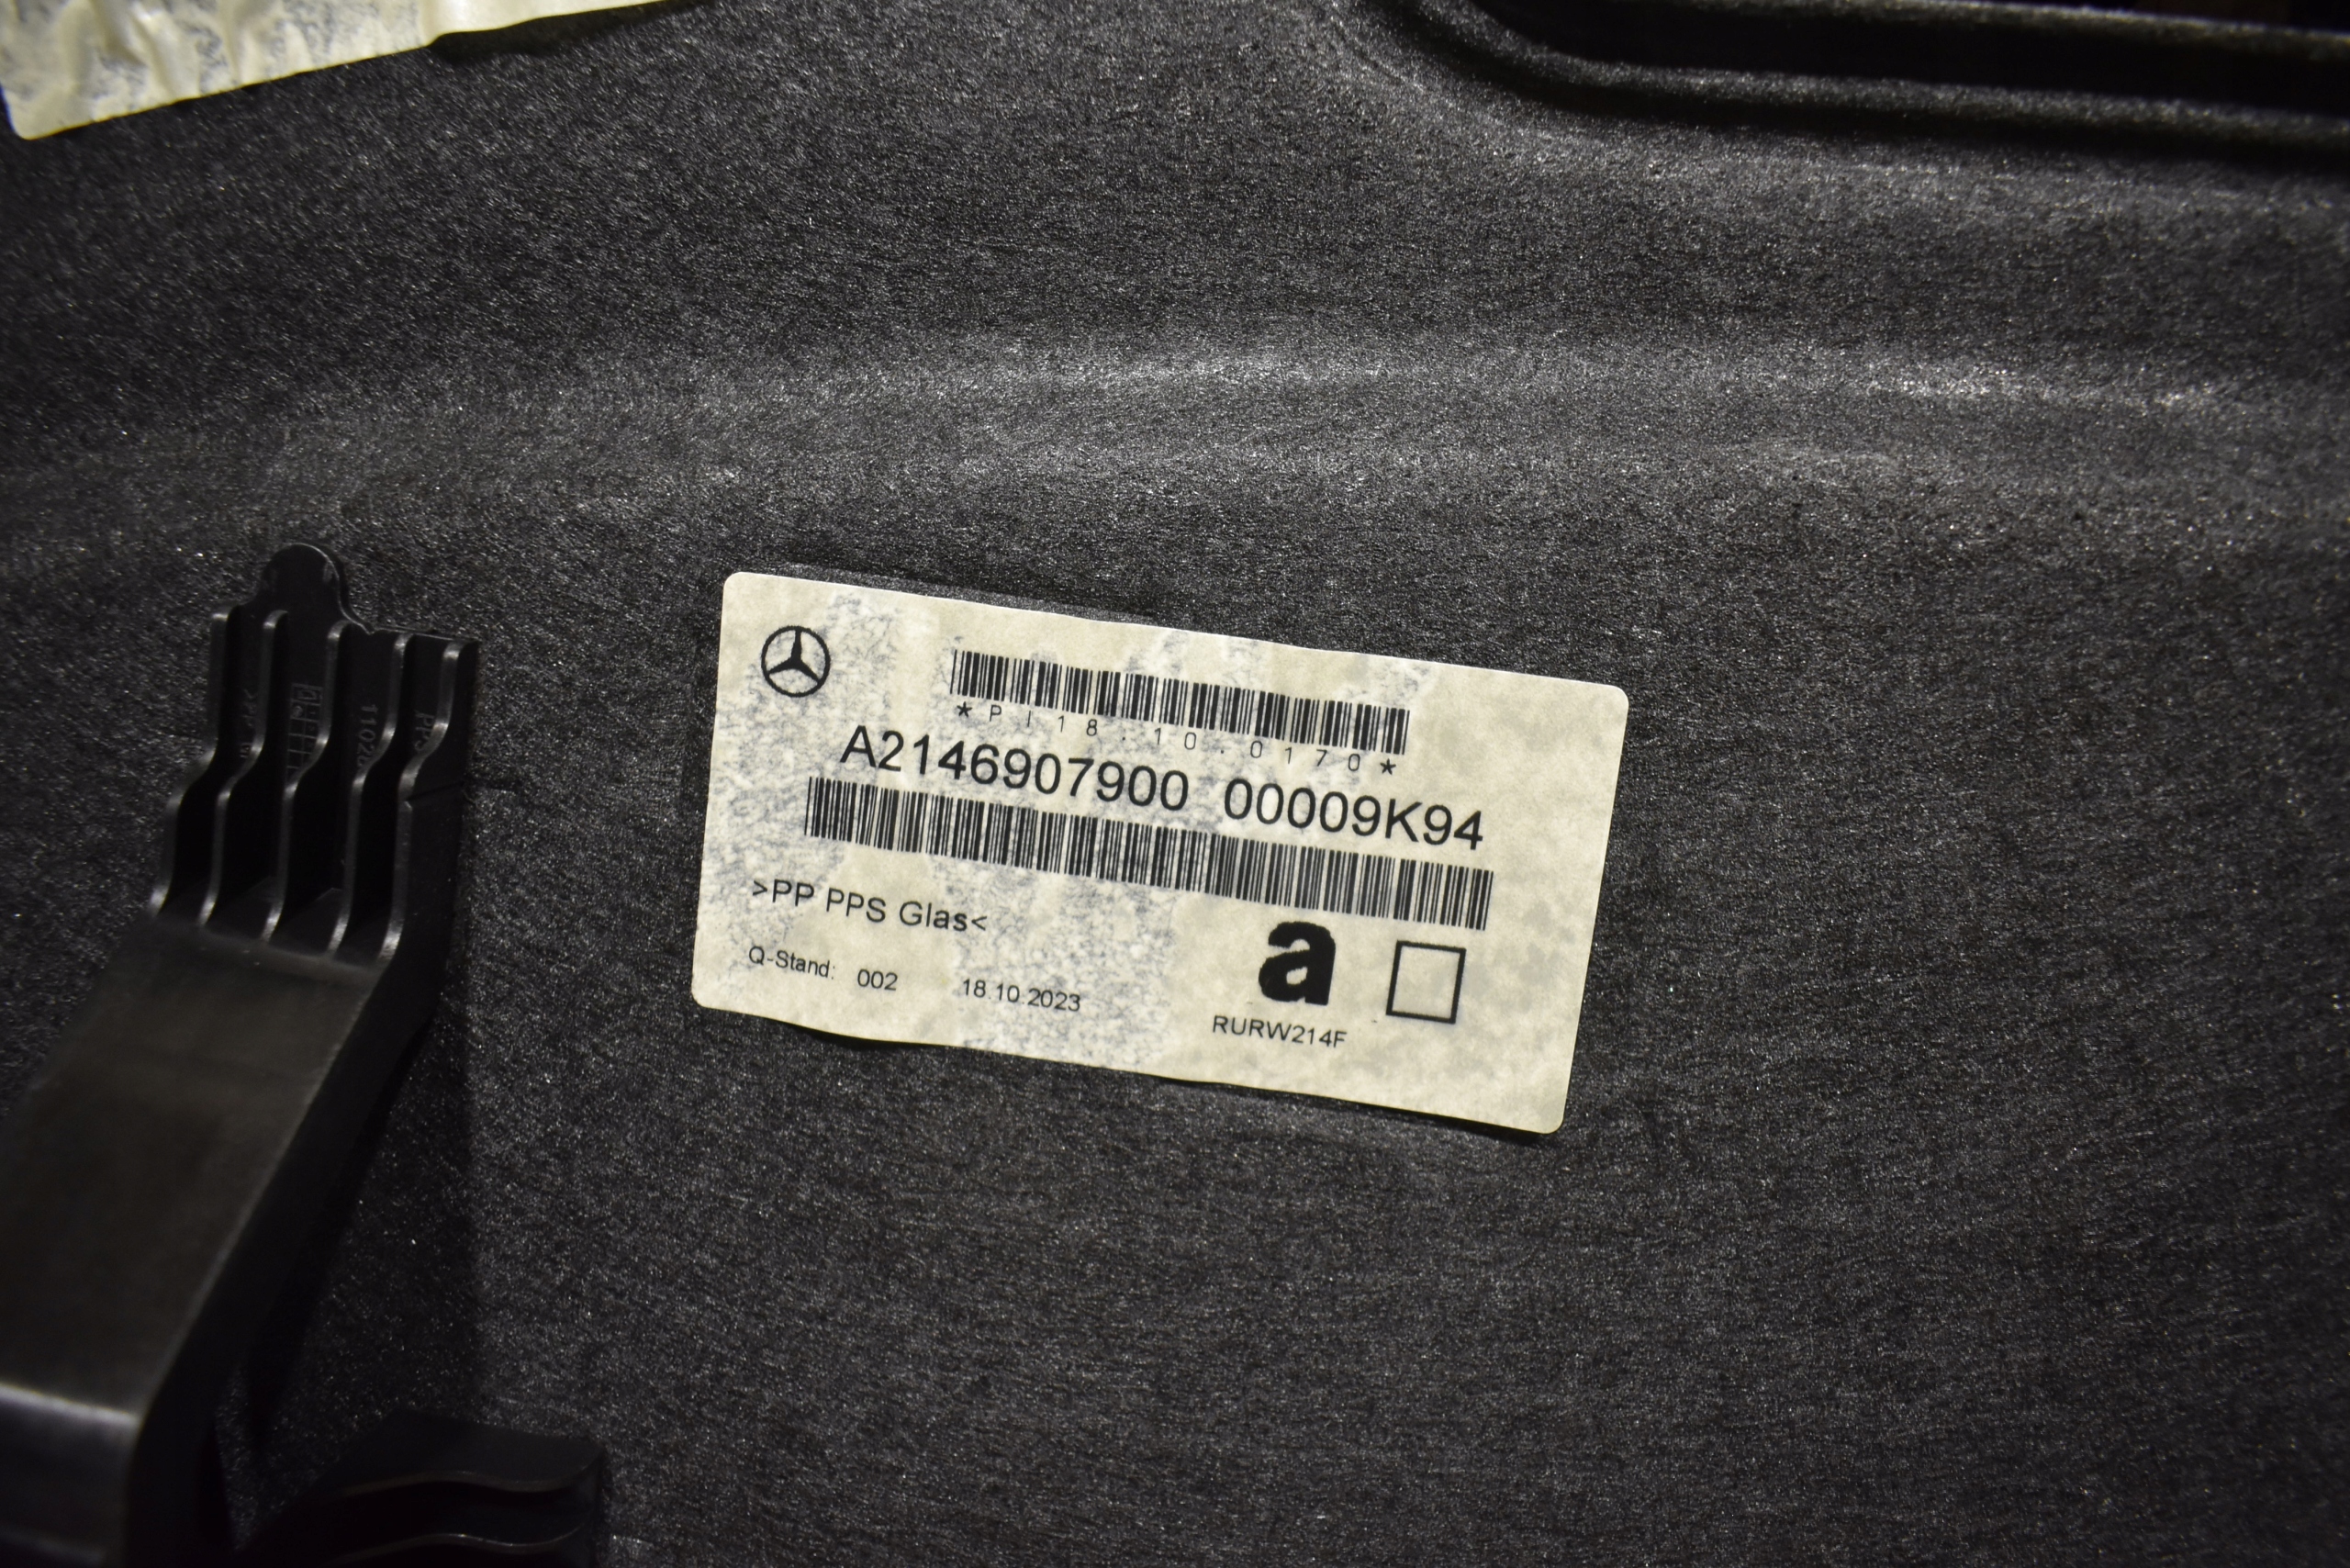 *PI18.10.0170*
A2146907900 00009K94
>PP PPS Glas<
Q-Stand: 002 18.10.2023
a
RURW214F